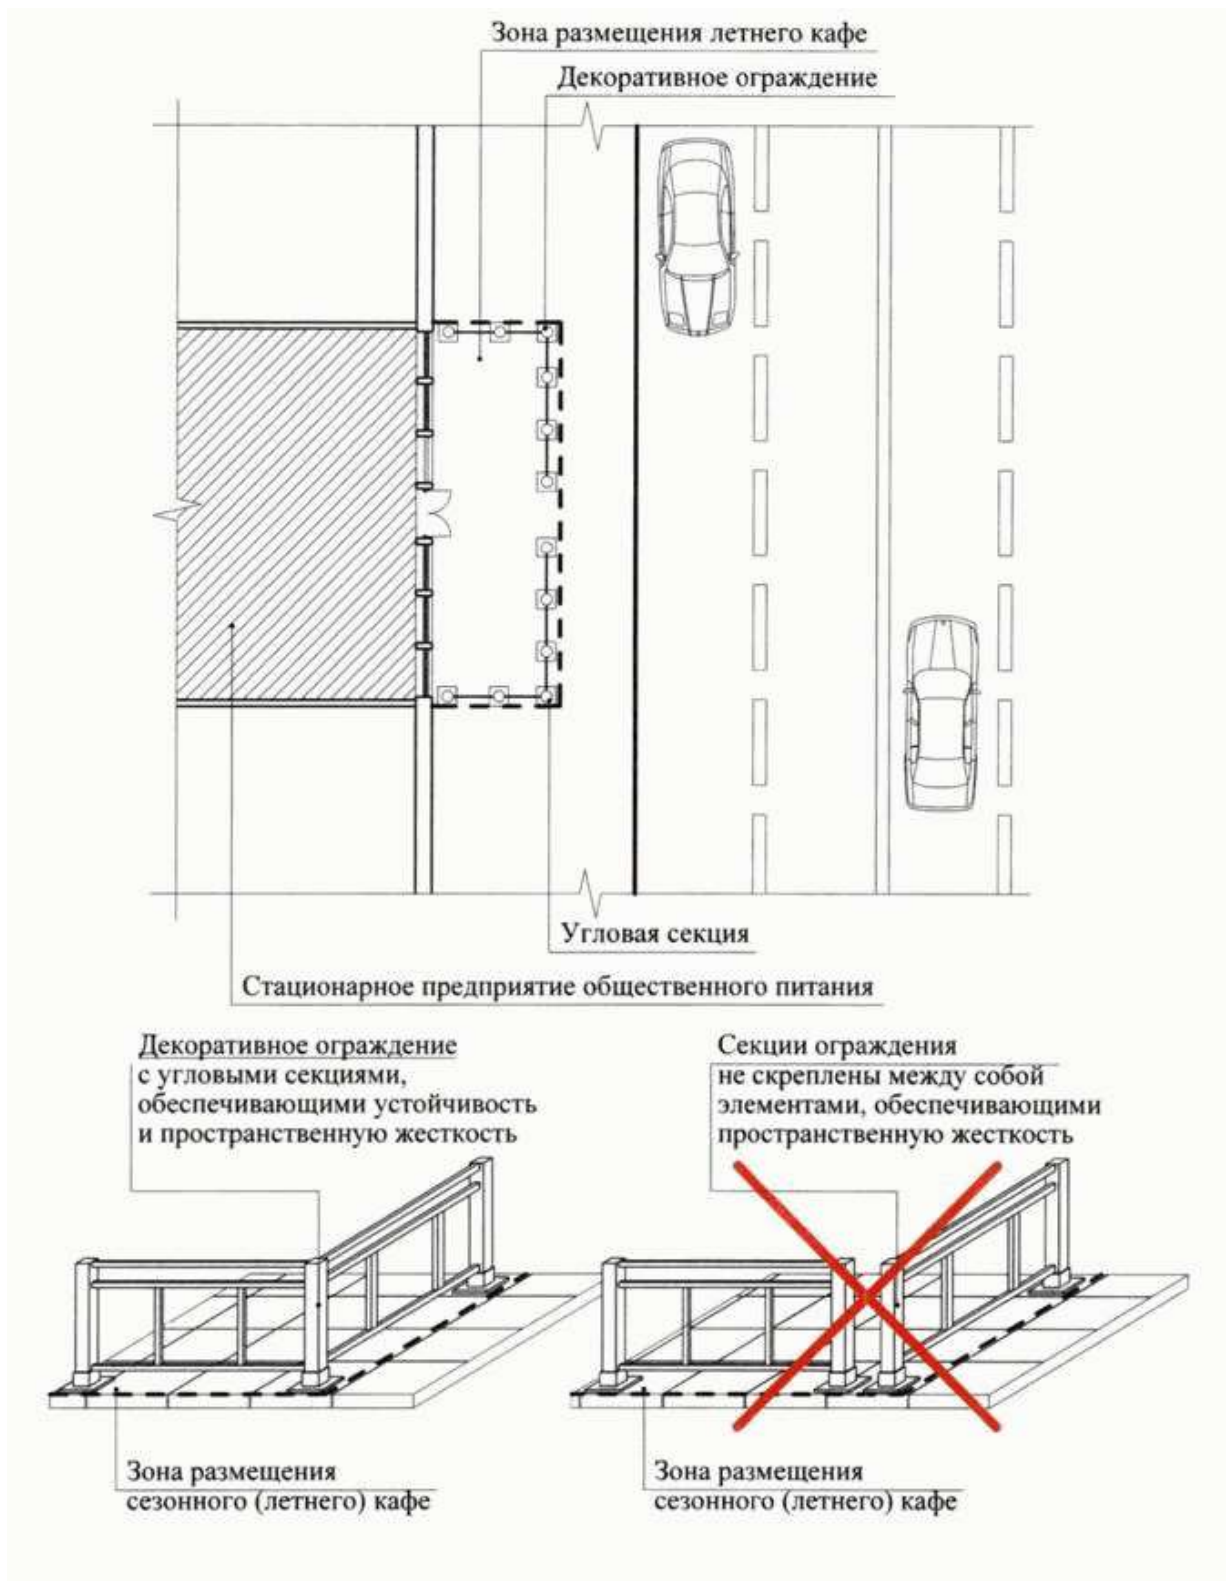 Зона размещения летнего кафе
Декоративное ограждение
Угловая секция
Стационарное предприятие общественного питания
Декоративное ограждение
с угловыми секциями,
обеспечивающими устойчивость
и пространственную жесткость
Секции ограждения
не скреплены между собой
элементами, обеспечивающими
пространственную жесткость
Зона размещения
сезонного (летнего) кафе
Зона размещения
сезонного (летнего) кафе